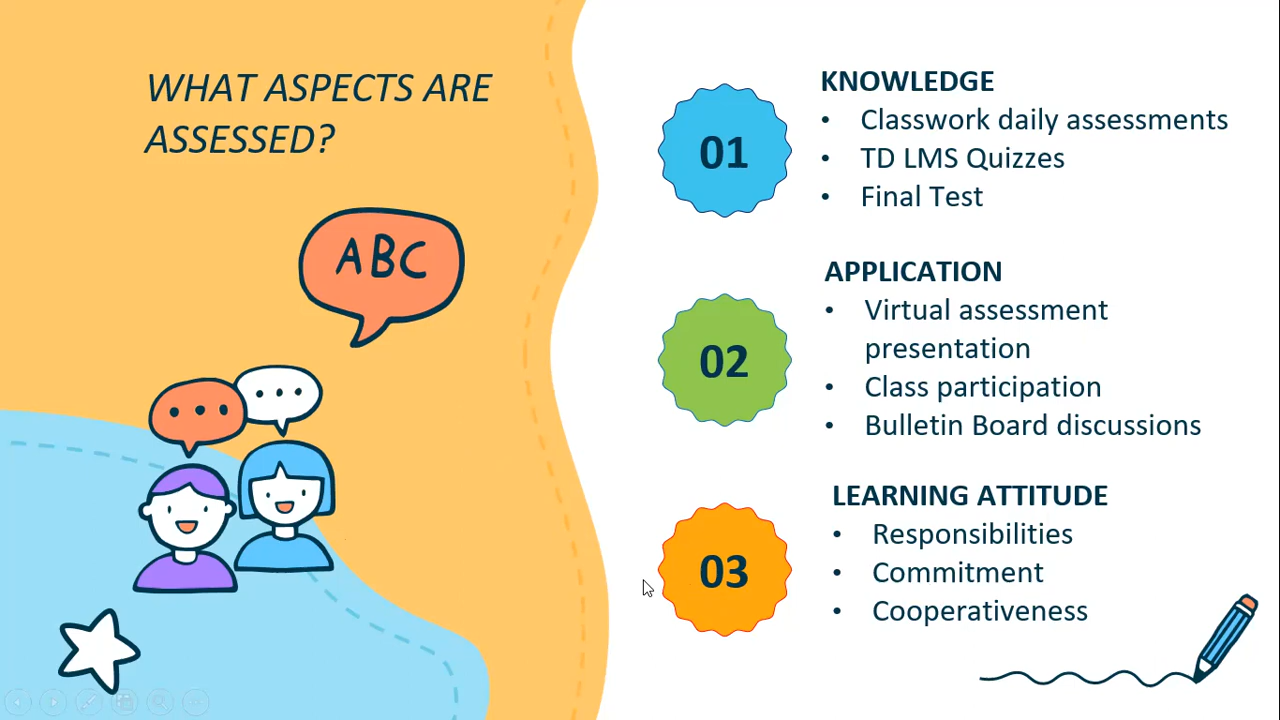 WHAT ASPECTS ARE
ASSESSED?
ABC
01
KNOWLEDGE
• Classwork daily assessments
• TD LMS Quizzes
• Final Test
02
APPLICATION
• Virtual assessment
presentation
• Class participation
• Bulletin Board discussions
03
LEARNING ATTITUDE
• Responsibilities
• Commitment
• Cooperativeness